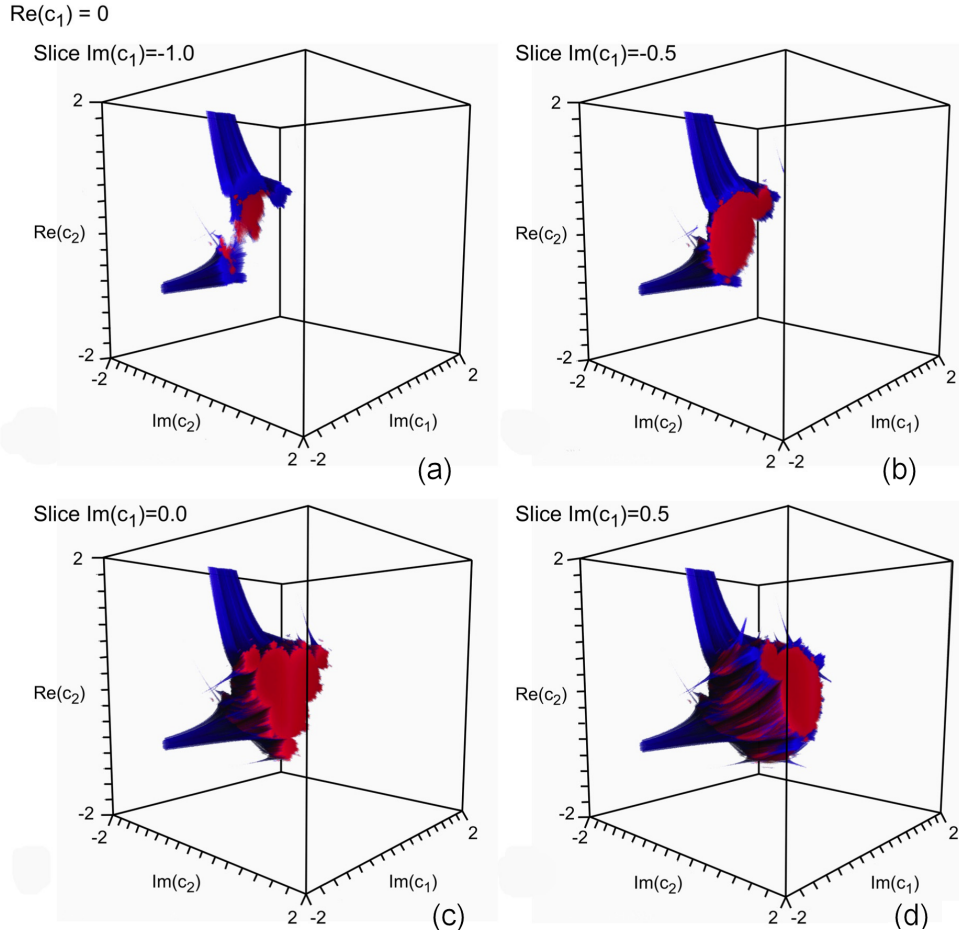 Re(c₁) = 0
Slice Im(c₁)=-1.0
2
Re(c₂)
-2
-2
Im(c₂)
2
-2
Im(c₁)
2
(a)
Slice Im(c₁)=-0.5
2
Re(c₂)
-2
-2
Im(c₂)
2
-2
Im(c₁)
2
(b)
Slice Im(c₁)=0.0
2
Re(c₂)
-2
-2
Im(c₂)
2
-2
Im(c₁)
2
(c)
Slice Im(c₁)=0.5
2
Re(c₂)
-2
-2
Im(c₂)
2
-2
Im(c₁)
2
(d)